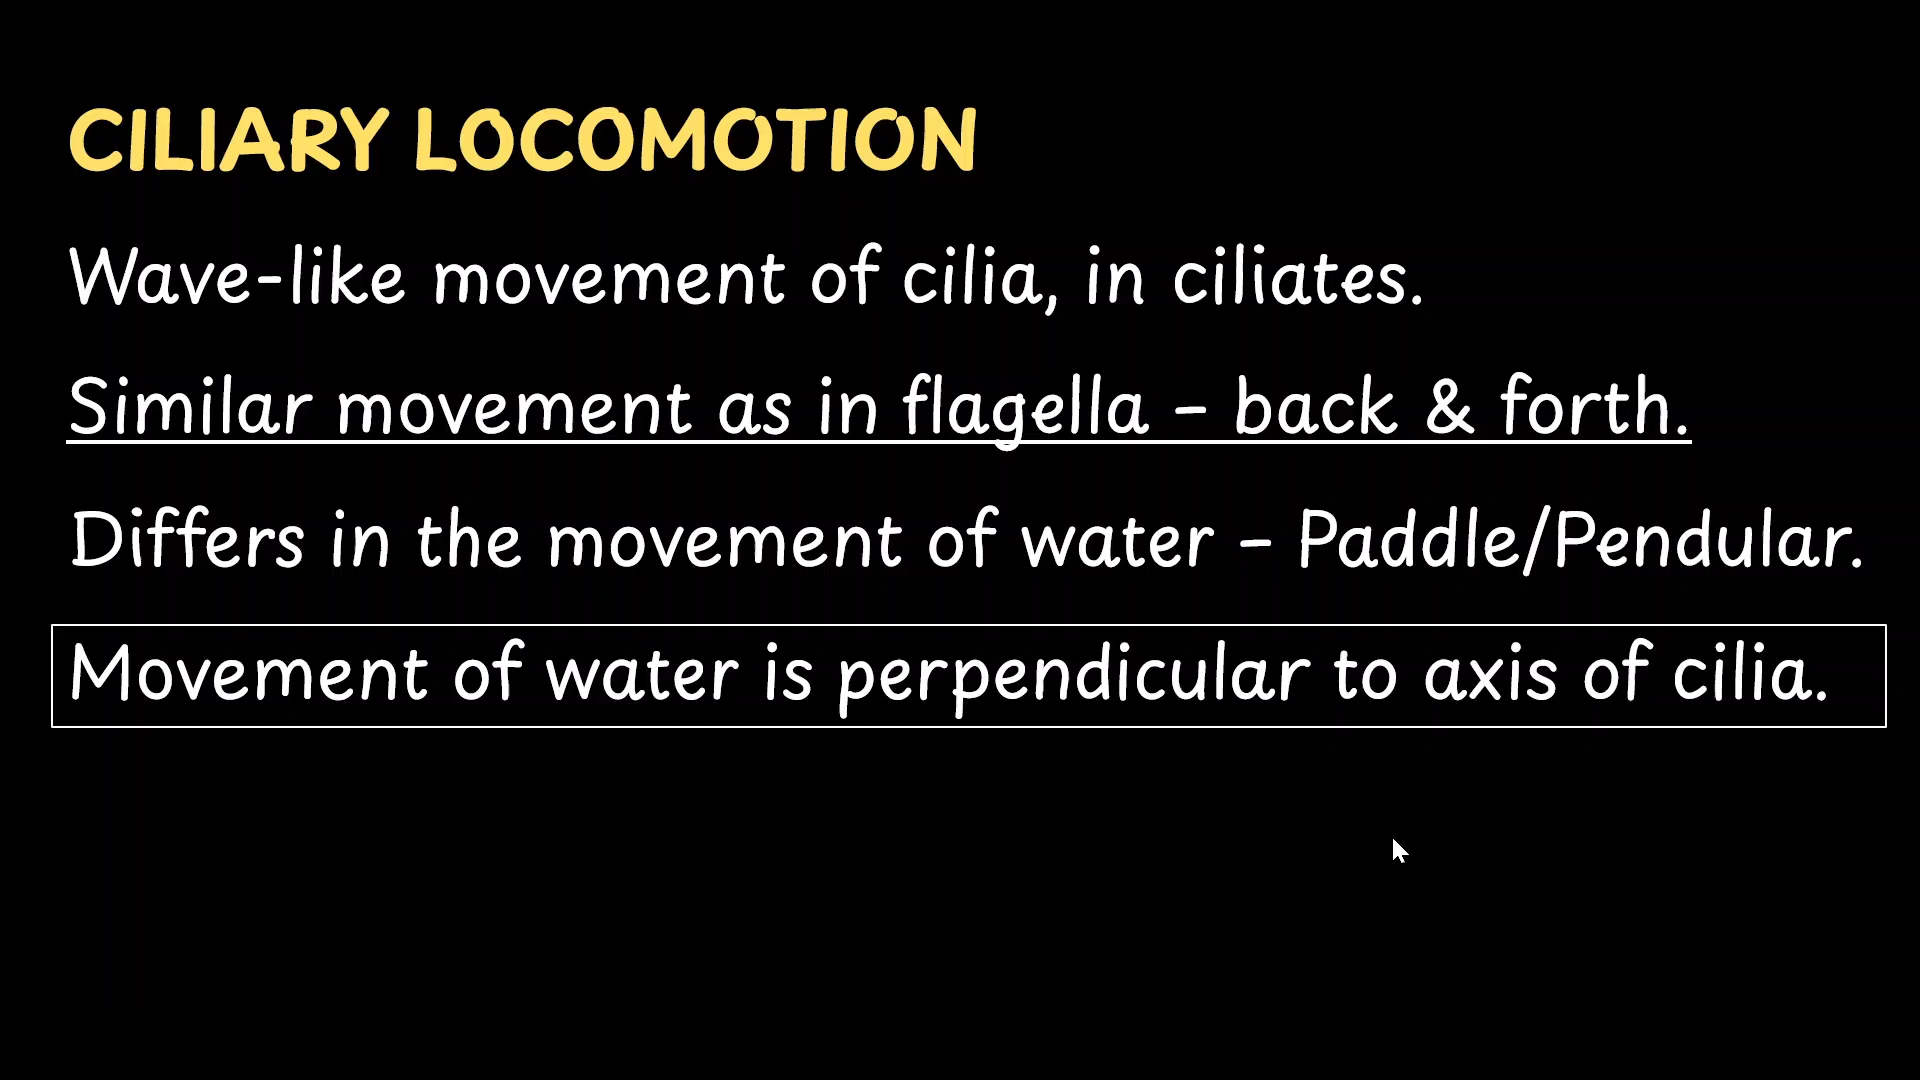 CILIARY LOCOMOTION
Wave-like movement of cilia, in ciliates.
Similar movement as in flagella – back & forth.
Differs in the movement of water – Paddle/Pendular.
Movement of water is perpendicular to axis of cilia.